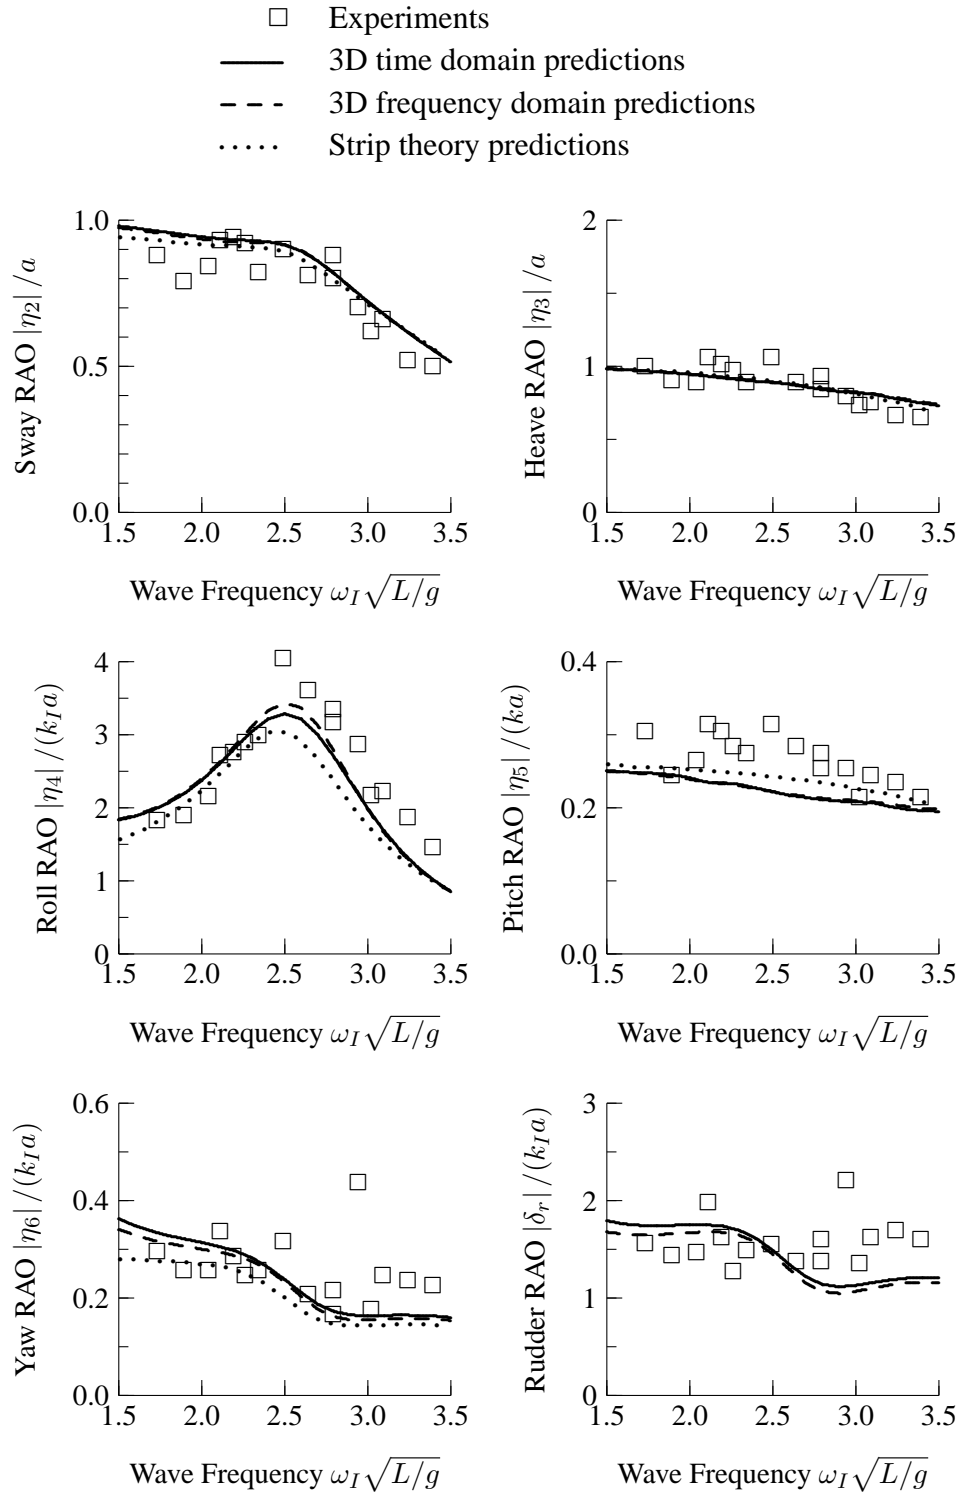 Experiments
3D time domain predictions
3D frequency domain predictions
Strip theory predictions
Sway RAO |η2|/a
1.0
0.5
0.0
1.5 2.0 2.5 3.0 3.5
Wave Frequency ω_I√L/g
Heave RAO |η3|/a
2
1
0
1.5 2.0 2.5 3.0 3.5
Wave Frequency ω_I√L/g
Roll RAO |η4|/(k_I a)
4
3
2
1
0
1.5 2.0 2.5 3.0 3.5
Wave Frequency ω_I√L/g
Pitch RAO |η5|/(ka)
0.4
0.2
0.0
1.5 2.0 2.5 3.0 3.5
Wave Frequency ω_I√L/g
Yaw RAO |η6|/(k_I a)
0.6
0.4
0.2
0.0
1.5 2.0 2.5 3.0 3.5
Wave Frequency ω_I√L/g
Rudder RAO |δ_r|/(k_I a)
3
2
1
0
1.5 2.0 2.5 3.0 3.5
Wave Frequency ω_I√L/g